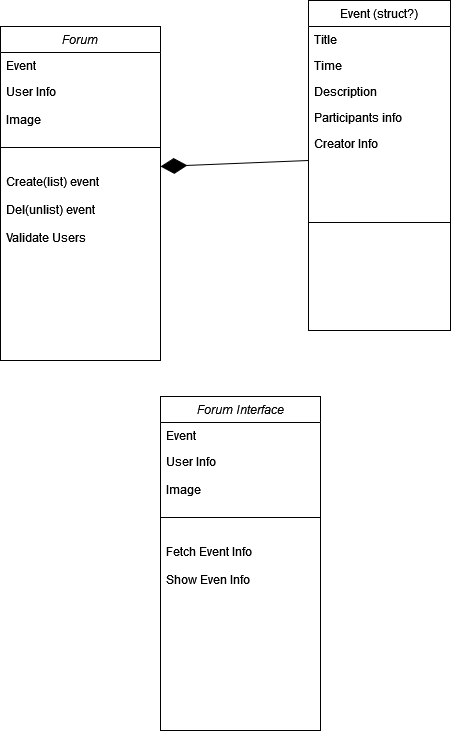 Forum
Event
User Info
Image
Create(list) event
Del(unlist) event
Validate Users
Event (struct?)
Title
Time
Description
Participants info
Creator Info
Forum Interface
Event
User Info
Image
Fetch Event Info
Show Even Info